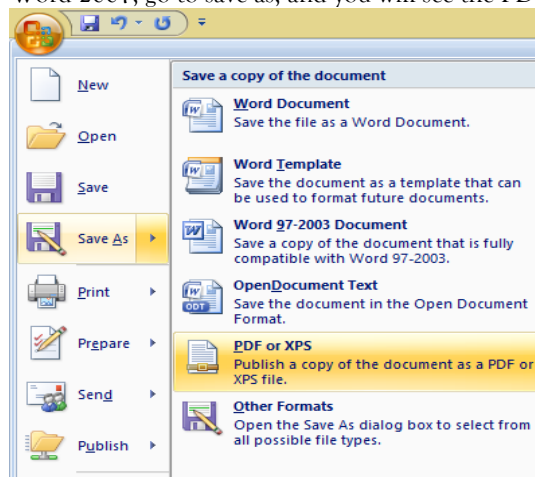 Word 2007, go to save as, and you will see the PD
New
Open
Save
Save As
Print
Prepare
Send
Publish
Save a copy of the document
Word Document
Save the file as a Word Document.
Word Template
Save the document as a template that can
be used to format future documents.
Word 97-2003 Document
Save a copy of the document that is fully
compatible with Word 97-2003.
OpenDocument Text
Save the document in the Open Document
Format.
PDF or XPS
Publish a copy of the document as a PDF or
XPS file.
Other Formats
Open the Save As dialog box to select from
all possible file types.
ODT